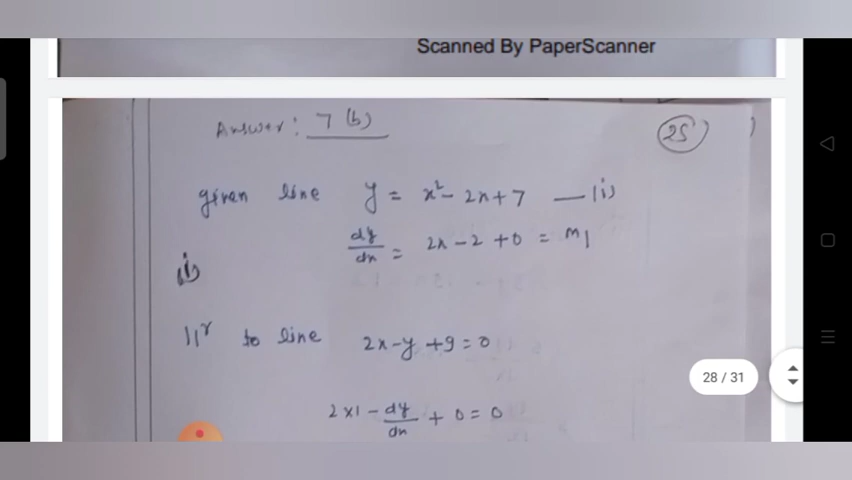 Scanned By PaperScanner
Answer: 7 (b)
25
given line y = x² - 2x + 7 — (i)
dy/dx = 2x - 2 + 0 = m1
(i)
11r to line 2x - y + 9 = 0
28 / 31
2x1 - dy/dx + 0 = 0